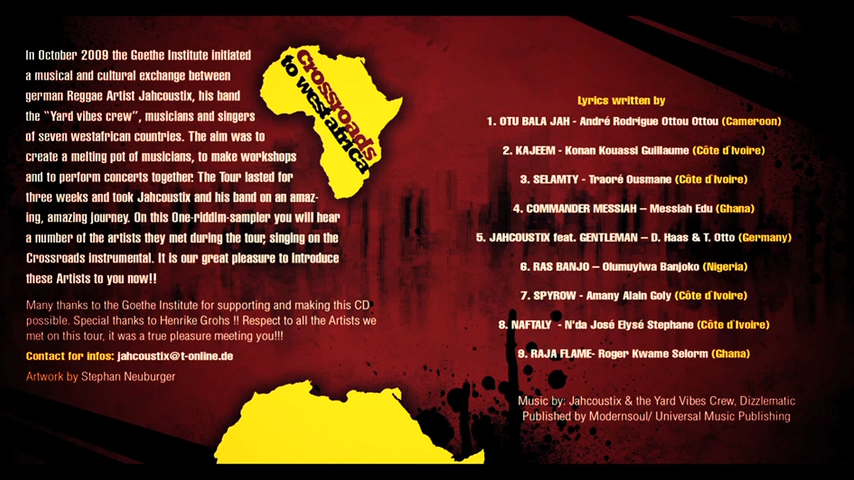 In October 2009 the Goethe Institute initiated
a musical and cultural exchange between
german Reggae Artist Jahcoustix, his band
the "Yard vibes crew", musicians and singers
of seven westafrican countries. The aim was to
create a melting pot of musicians, to make workshops
and to perform concerts together. The Tour lasted for
three weeks and took Jahcoustix and his band on an amaz-
ing, amazing journey. On this One-riddim-sampler you will hear
a number of the artists they met during the tour, singing on the
Crossroads instrumental. It is our great pleasure to introduce
these Artists to you now!!
Many thanks to the Goethe Institute for supporting and making this CD
possible. Special thanks to Henrike Grohs !! Respect to all the Artists we
met on this tour, it was a true pleasure meeting you!!!
Contact for infos: jahcoustix@t-online.de
Artwork by Stephan Neuburger
Crossroads
to westafrica
Lyrics written by
1. OTU BALA JAH - André Rodrigue Ottou Ottou (Cameroon)
2. KAJEEM - Konan Kouassi Guillaume (Côte d´Ivoire)
3. SELAMTY - Traoré Ousmane (Côte d´Ivoire)
4. COMMANDER MESSIAH – Messiah Edu (Ghana)
5. JAHCOUSTIX feat. GENTLEMAN – D. Haas & T. Otto (Germany)
6. RAS BANJO – Olumuyiwa Banjoko (Nigeria)
7. SPYROW - Amany Alain Goly (Côte d´Ivoire)
8. NAFTALY - N'da José Elysé Stephane (Côte d´Ivoire)
9. RAJA FLAME- Roger Kwame Selorm (Ghana)
Music by: Jahcoustix & the Yard Vibes Crew, Dizzlematic
Published by Modernsoul/ Universal Music Publishing